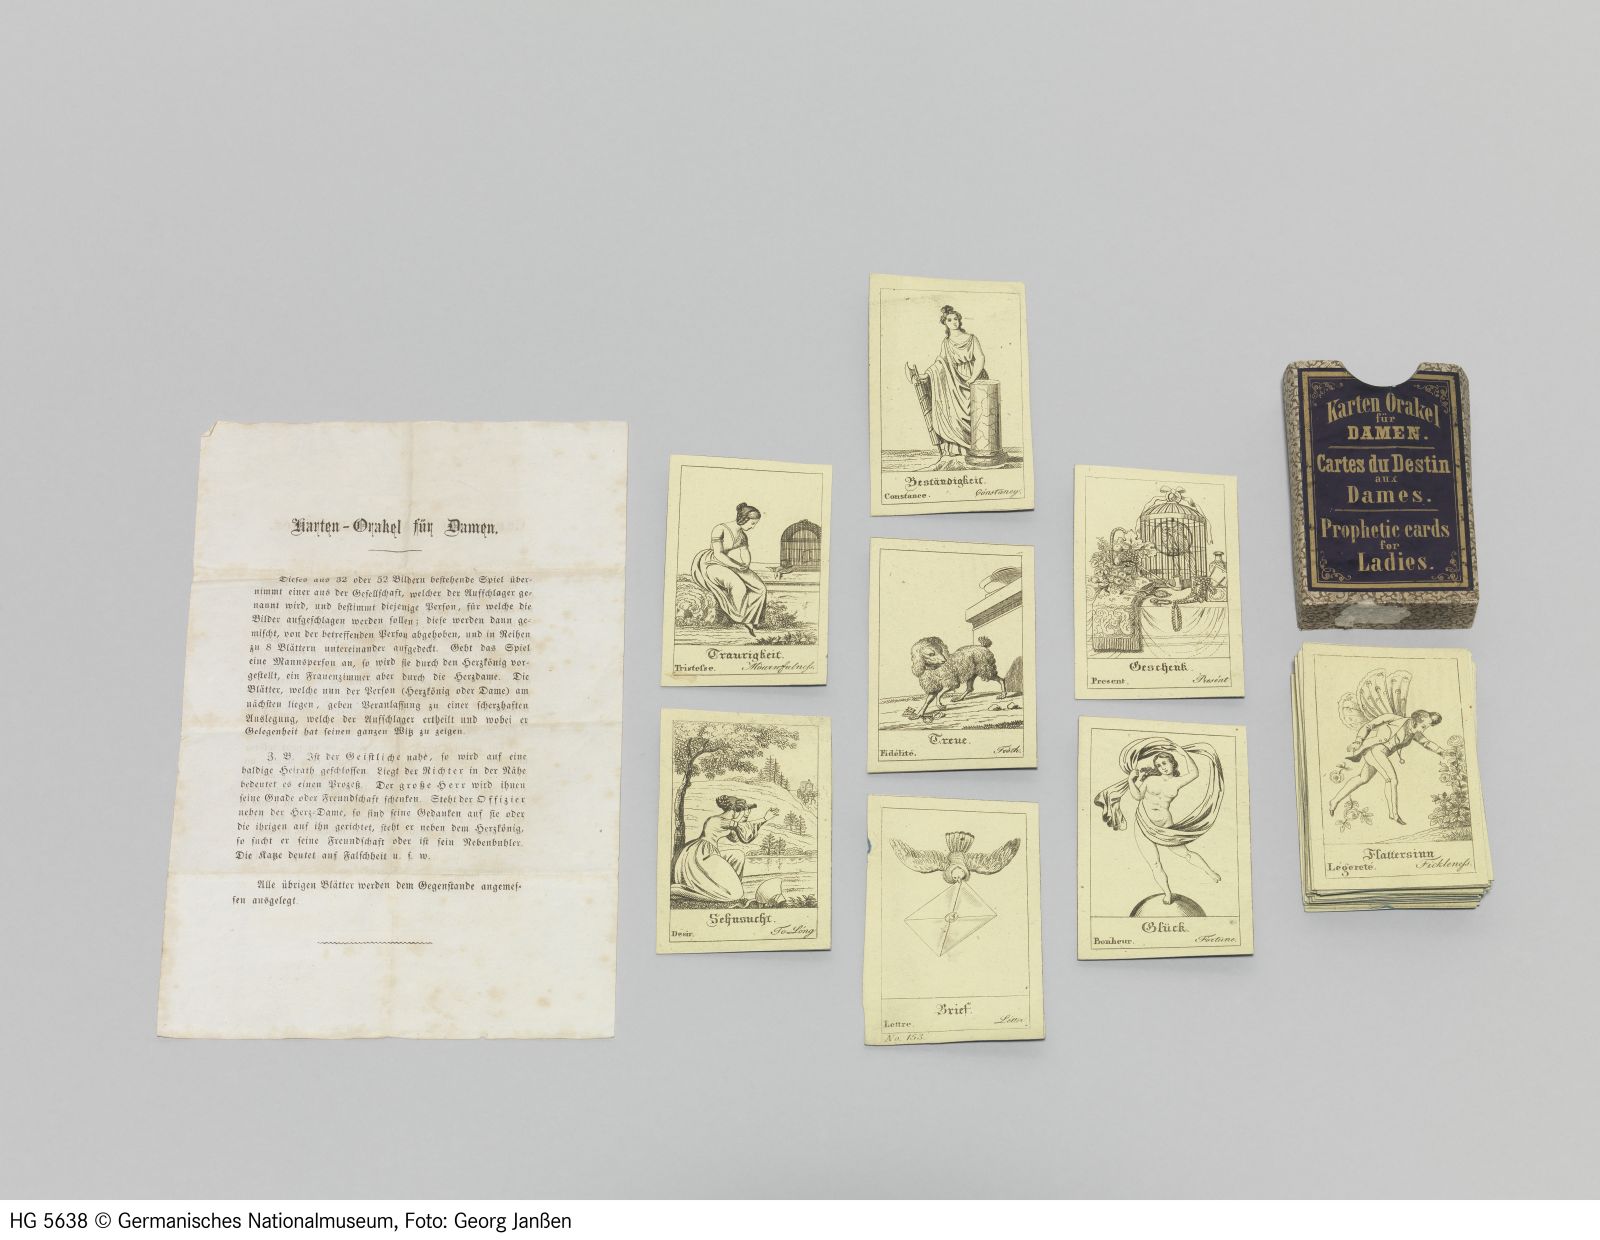 Karten-Orakel für Damen.
Dieses aus 32 oder 52 Bildern bestehende Spiel über-
nimmt einer aus der Gesellschaft, welcher der Aufschlager ge-
nannt wird, und bestimmt diejenige Person, für welche die
Bilder aufgeschlagen werden sollen; diese werden dann ge-
mischt, von der betreffenden Person abgehoben, und in Reihen
zu 8 Blättern untereinander aufgedeckt. Geht das Spiel
eine Mannsperson an, so wird sie durch den Herzkönig vor-
gestellt, ein Frauenzimmer aber durch die Herzdame. Die
Blätter, welche nun der Person (Herzkönig oder Dame) am
nächsten liegen, geben Veranlassung zu einer scherzhaften
Auslegung, welche der Aufschlager ertheilt und wobei er
Gelegenheit hat seinen ganzen Witz zu zeigen.
Z. B. Ist der Geistliche nahe, so wird auf eine
baldige Heirath geschlossen. Liegt der Richter in der Nähe
bedeutet es einen Prozeß. Der große Herr wird ihnen
seine Gnade oder Freundschaft schenken. Steht der Offizier
neben der Herz-Dame, so sind seine Gedanken auf sie oder
die ihrigen auf ihn gerichtet, steht er neben dem Herzkönig,
so sucht er seine Freundschaft oder ist sein Nebenbuhler.
Die Katze deutet auf Falschheit u. s. w.
Alle übrigen Blätter werden dem Gegenstande angemes-
sen ausgelegt.
Traurigkeit.
Tristesse. Mournfulness.
Sehnsucht.
Desir. To Long
Beständigkeit.
Constance. Constancy.
Treue.
Fidélité. Faith.
Brief.
Lettre. Letter
No. 153.
Geschenk.
Present. Présent
Glück.
Bonheur. Fortune.
Karten Orakel
für
DAMEN.
Cartes du Destin
aux
Dames.
Prophetic cards
for
Ladies.
Flattersinn
Légereté. Fickleness.
HG 5638 © Germanisches Nationalmuseum, Foto: Georg Janßen